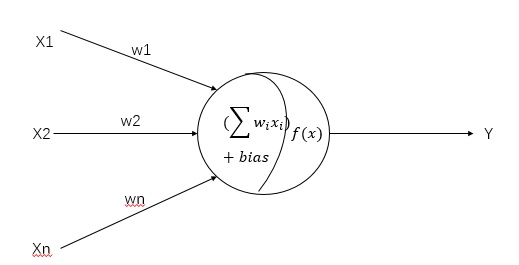 X1
w1
X2
w2
(∑ wᵢxᵢ)
+ bias
f(x)
Y
wn
Xn